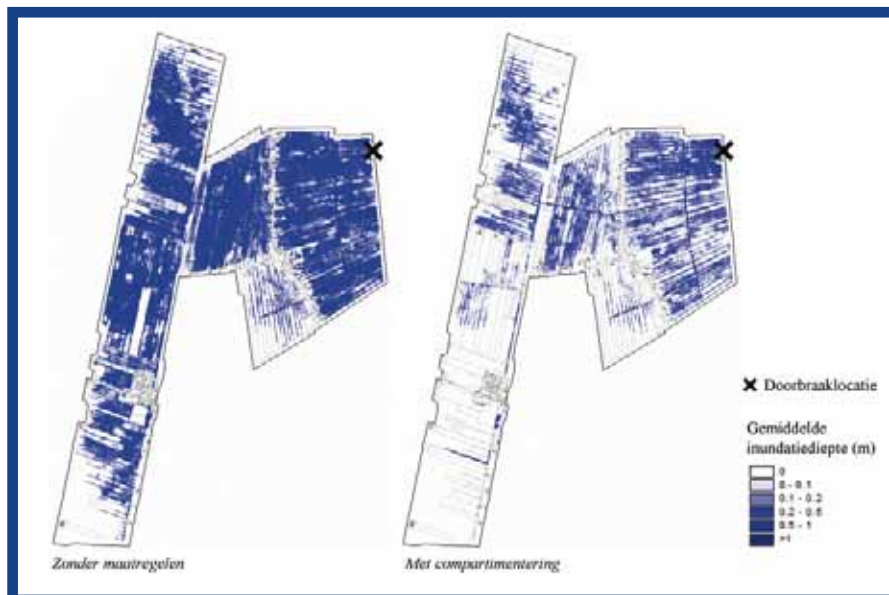 Doorbraaklocatie
Gemiddelde
inundatiediepte (m)
0
0 - 0.1
0.1 - 0.2
0.2 - 0.5
0.5 - 1
>1
Zonder maatregelen
Met compartimentering